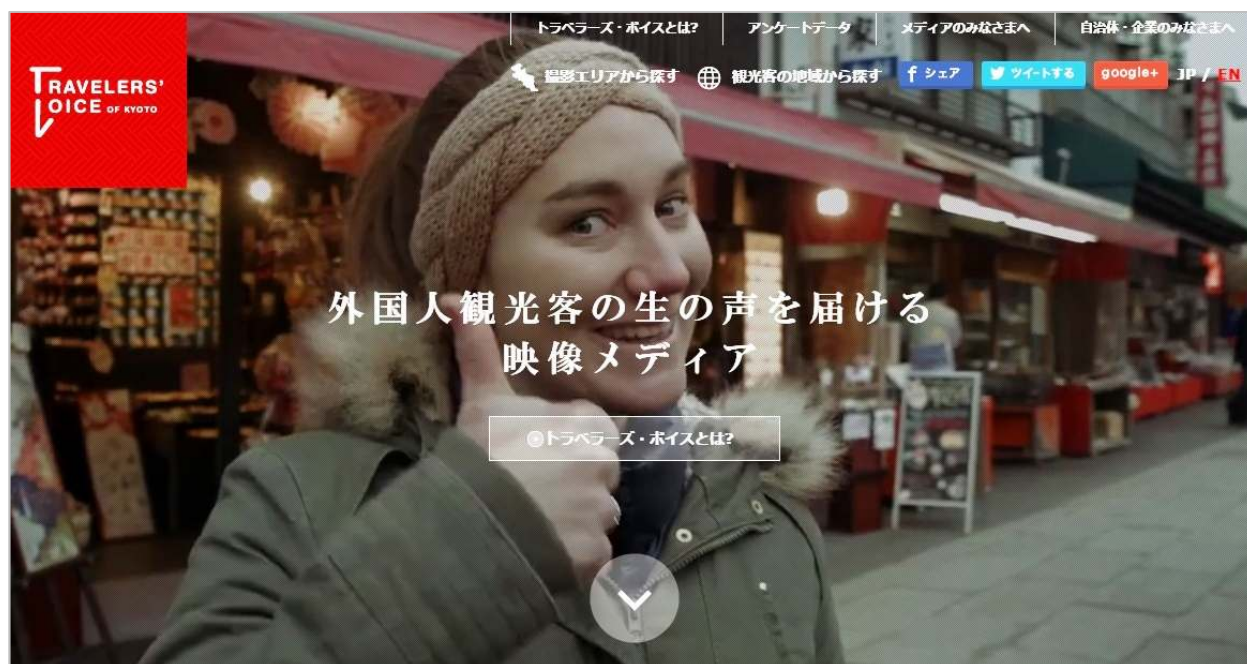 TRAVELERS'
VOICE OF KYOTO
トラベラーズ・ボイスとは?
アンケートデータ
メディアのみなさまへ
自治体・企業のみなさまへ
撮影エリアから探す
観光客の地域から探す
シェア
ツイートする
google+
JP / EN
外国人観光客の生の声を届ける
映像メディア
トラベラーズ・ボイスとは?